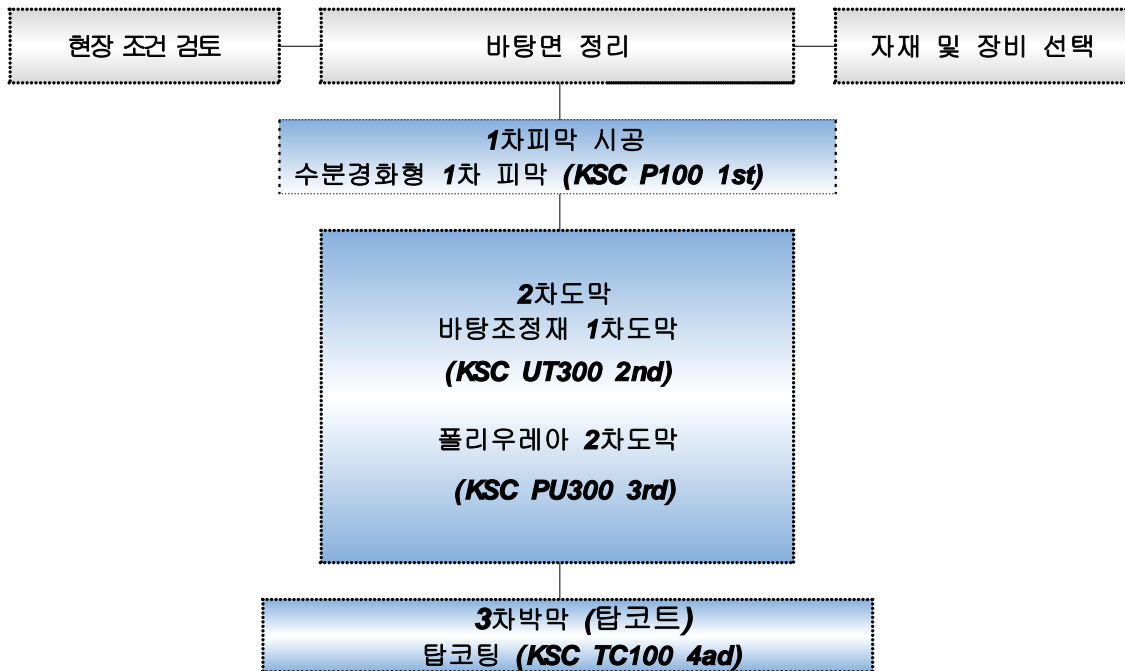 현장 조건 검토
바탕면 정리
자재 및 장비 선택
1차피막 시공
수분경화형 1차 피막 (KSC P100 1st)
2차도막
바탕조정재 1차도막
(KSC UT300 2nd)
폴리우레아 2차도막
(KSC PU300 3rd)
3차박막 (탑코트)
탑코팅 (KSC TC100 4ad)